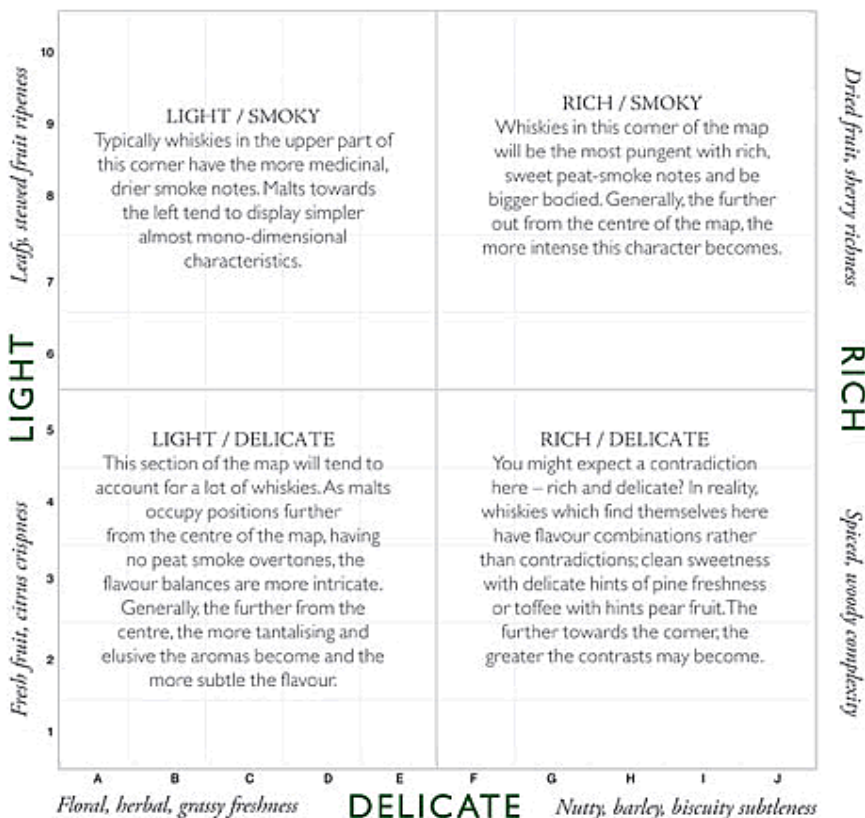 10
9
8
7
6
5
4
3
2
1
Leafy, stewed fruit ripeness
LIGHT
Fresh fruit, citrus crispness
LIGHT / SMOKY
Typically whiskies in the upper part of
this corner have the more medicinal,
drier smoke notes. Malts towards
the left tend to display simpler
almost mono-dimensional
characteristics.
RICH / SMOKY
Whiskies in this corner of the map
will be the most pungent with rich,
sweet peat-smoke notes and be
bigger bodied. Generally, the further
out from the centre of the map, the
more intense this character becomes.
LIGHT / DELICATE
This section of the map will tend to
account for a lot of whiskies. As malts
occupy positions further
from the centre of the map, having
no peat smoke overtones, the
flavour balances are more intricate.
Generally, the further from the
centre, the more tantalising and
elusive the aromas become and the
more subtle the flavour.
RICH / DELICATE
You might expect a contradiction
here – rich and delicate? In reality,
whiskies which find themselves here
have flavour combinations rather
than contradictions; clean sweetness
with delicate hints of pine freshness
or toffee with hints pear fruit. The
further towards the corner, the
greater the contrasts may become.
Dried fruit, sherry richness
RICH
Spiced, woody complexity
A B C D E F G H I J
Floral, herbal, grassy freshness
DELICATE
Nutty, barley, biscuity subtleness